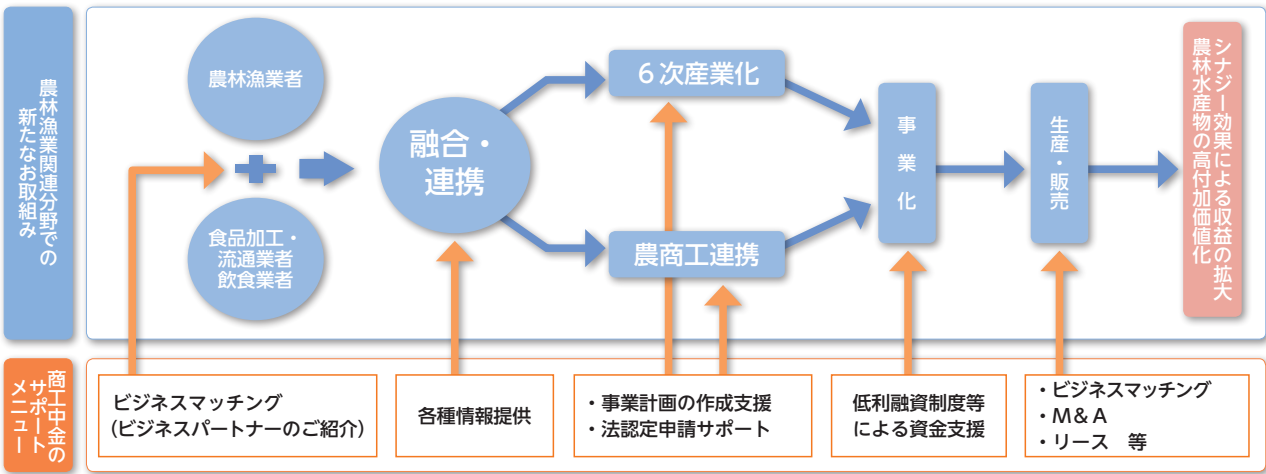 農林漁業関連分野での
新たなお取組み
農林漁業者
食品加工・
流通業者
飲食業者
融合・
連携
６次産業化
農商工連携
事業化
生産・販売
シナジー効果による収益の拡大
農林水産物の高付加価値化
商工中金の
サポート
メニュー
ビジネスマッチング
（ビジネスパートナーのご紹介）
各種情報提供
・事業計画の作成支援
・法認定申請サポート
低利融資制度等
による資金支援
・ビジネスマッチング
・Ｍ＆Ａ
・リース　等